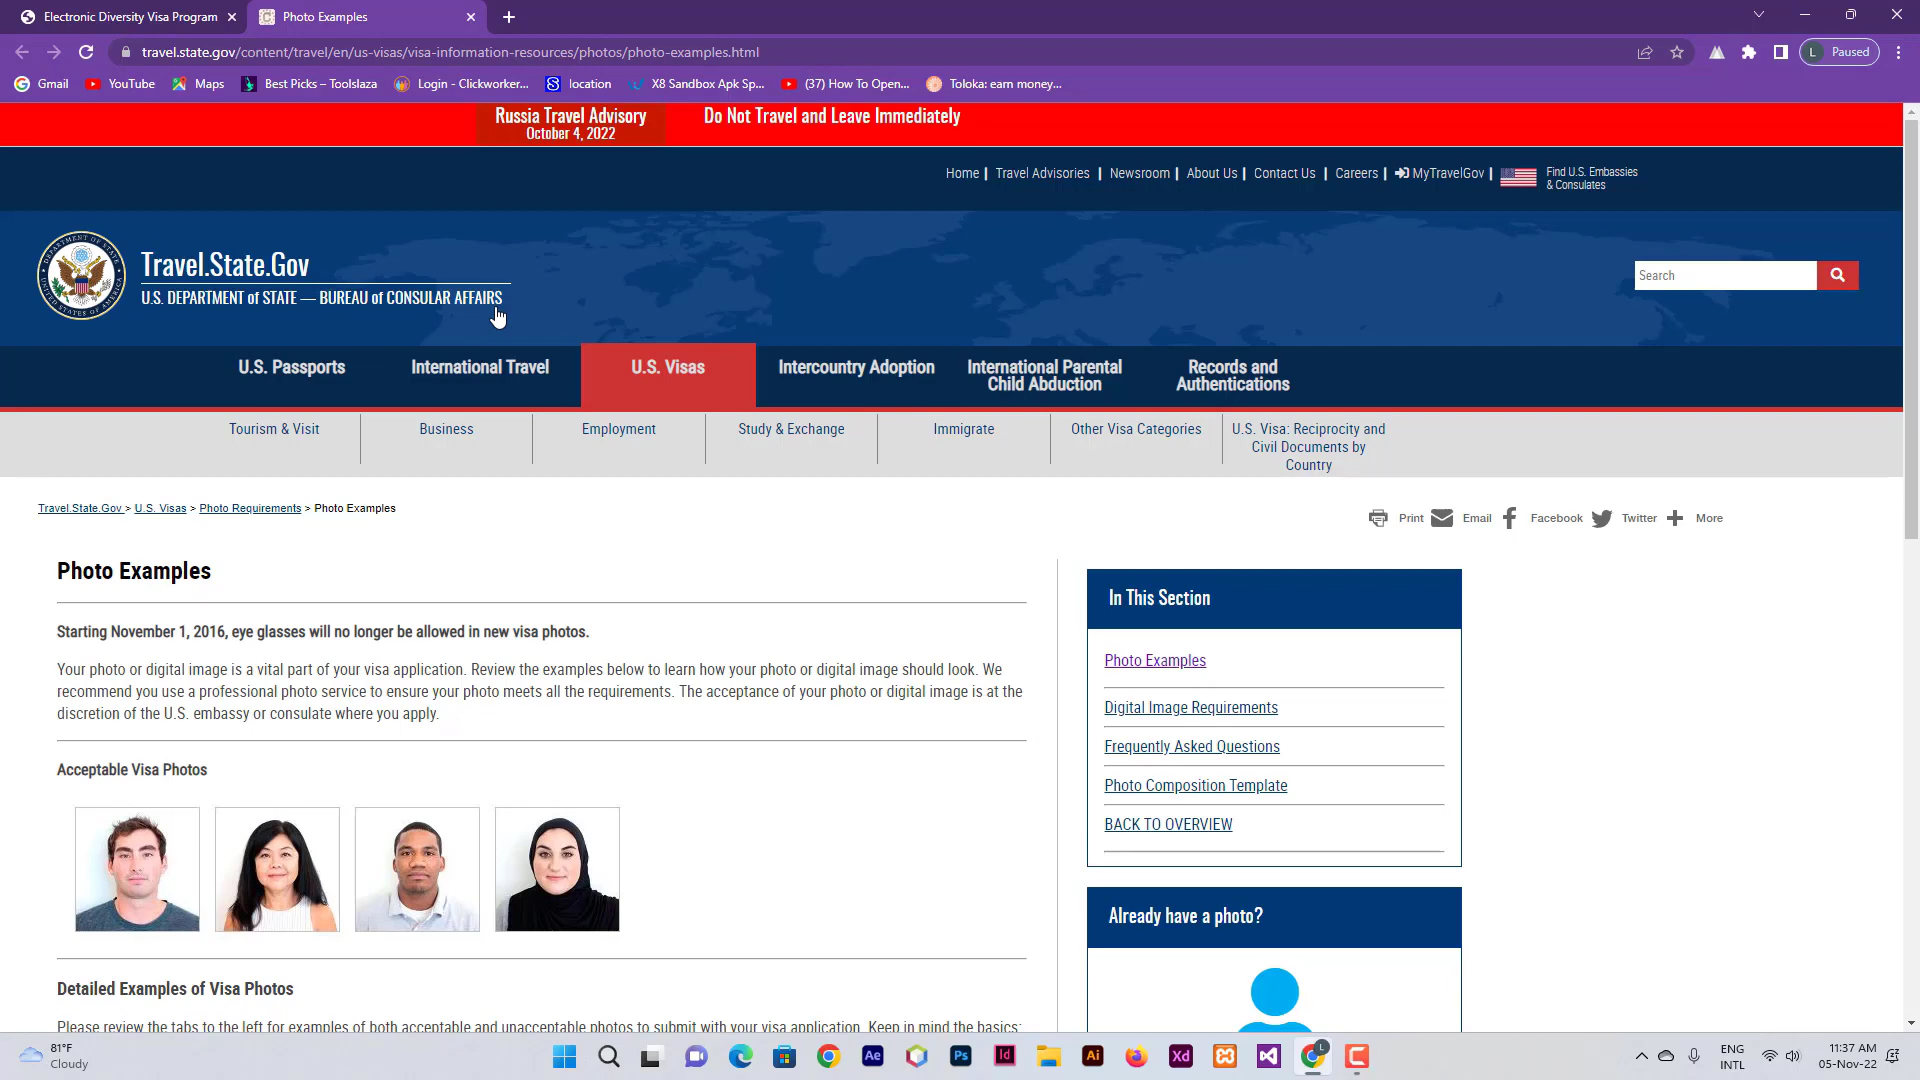 Electronic Diversity Visa Program
Photo Examples
travel.state.gov/content/travel/en/us-visas/visa-information-resources/photos/photo-examples.html
L Paused
Gmail
YouTube
Maps
Best Picks – Toolslaza
Login - Clickworker...
location
X8 Sandbox Apk Sp...
(37) How To Open...
Toloka: earn money...
Russia Travel Advisory
October 4, 2022
Do Not Travel and Leave Immediately
Home | Travel Advisories | Newsroom | About Us | Contact Us | Careers | MyTravelGov |
Find U.S. Embassies
& Consulates
Travel.State.Gov
U.S. DEPARTMENT of STATE — BUREAU of CONSULAR AFFAIRS
Search
U.S. Passports
International Travel
U.S. Visas
Intercountry Adoption
International Parental
Child Abduction
Records and
Authentications
Tourism & Visit
Business
Employment
Study & Exchange
Immigrate
Other Visa Categories
U.S. Visa: Reciprocity and
Civil Documents by
Country
Travel.State.Gov > U.S. Visas > Photo Requirements > Photo Examples
Print
Email
Facebook
Twitter
More
Photo Examples
Starting November 1, 2016, eye glasses will no longer be allowed in new visa photos.
Your photo or digital image is a vital part of your visa application. Review the examples below to learn how your photo or digital image should look. We
recommend you use a professional photo service to ensure your photo meets all the requirements. The acceptance of your photo or digital image is at the
discretion of the U.S. embassy or consulate where you apply.
Acceptable Visa Photos
Detailed Examples of Visa Photos
Please review the tabs to the left for examples of both acceptable and unacceptable photos to submit with your visa application. Keep in mind the basics:
In This Section
Photo Examples
Digital Image Requirements
Frequently Asked Questions
Photo Composition Template
BACK TO OVERVIEW
Already have a photo?
81°F
Cloudy
Ae
Ps
Id
Ai
Xd
L
ENG
INTL
11:37 AM
05-Nov-22